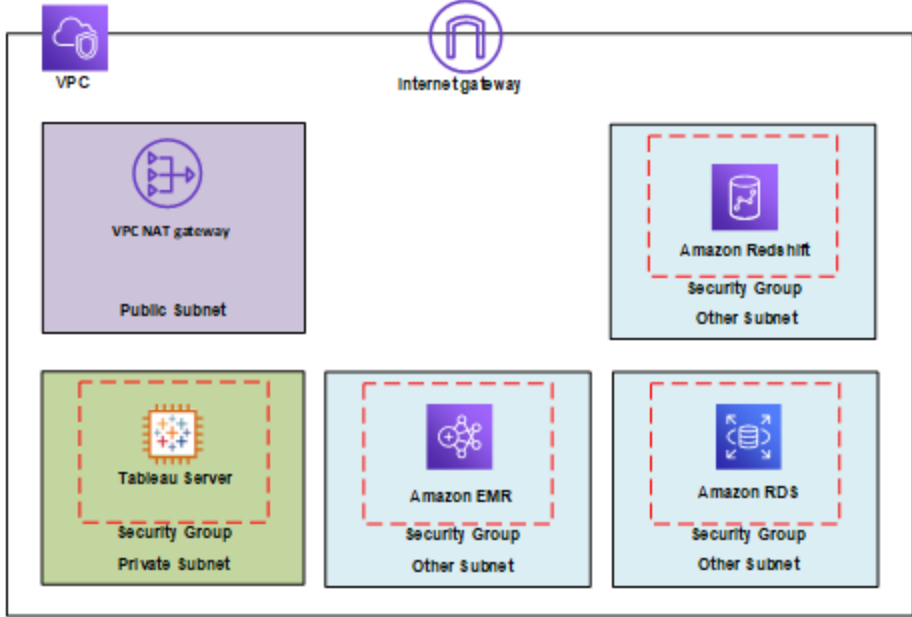 VPC
Internet gateway
VPC NAT gateway
Public Subnet
Amazon Redshift
Security Group
Other Subnet
Tableau Server
Security Group
Private Subnet
Amazon EMR
Security Group
Other Subnet
Amazon RDS
Security Group
Other Subnet